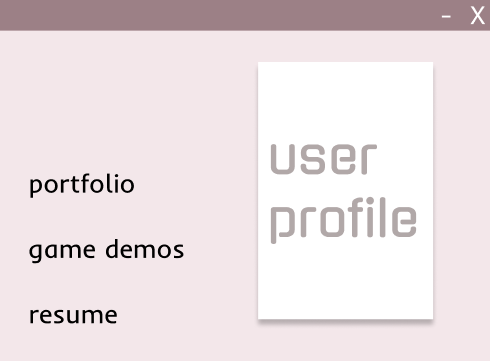 - X
user
profile
portfolio
game demos
resume